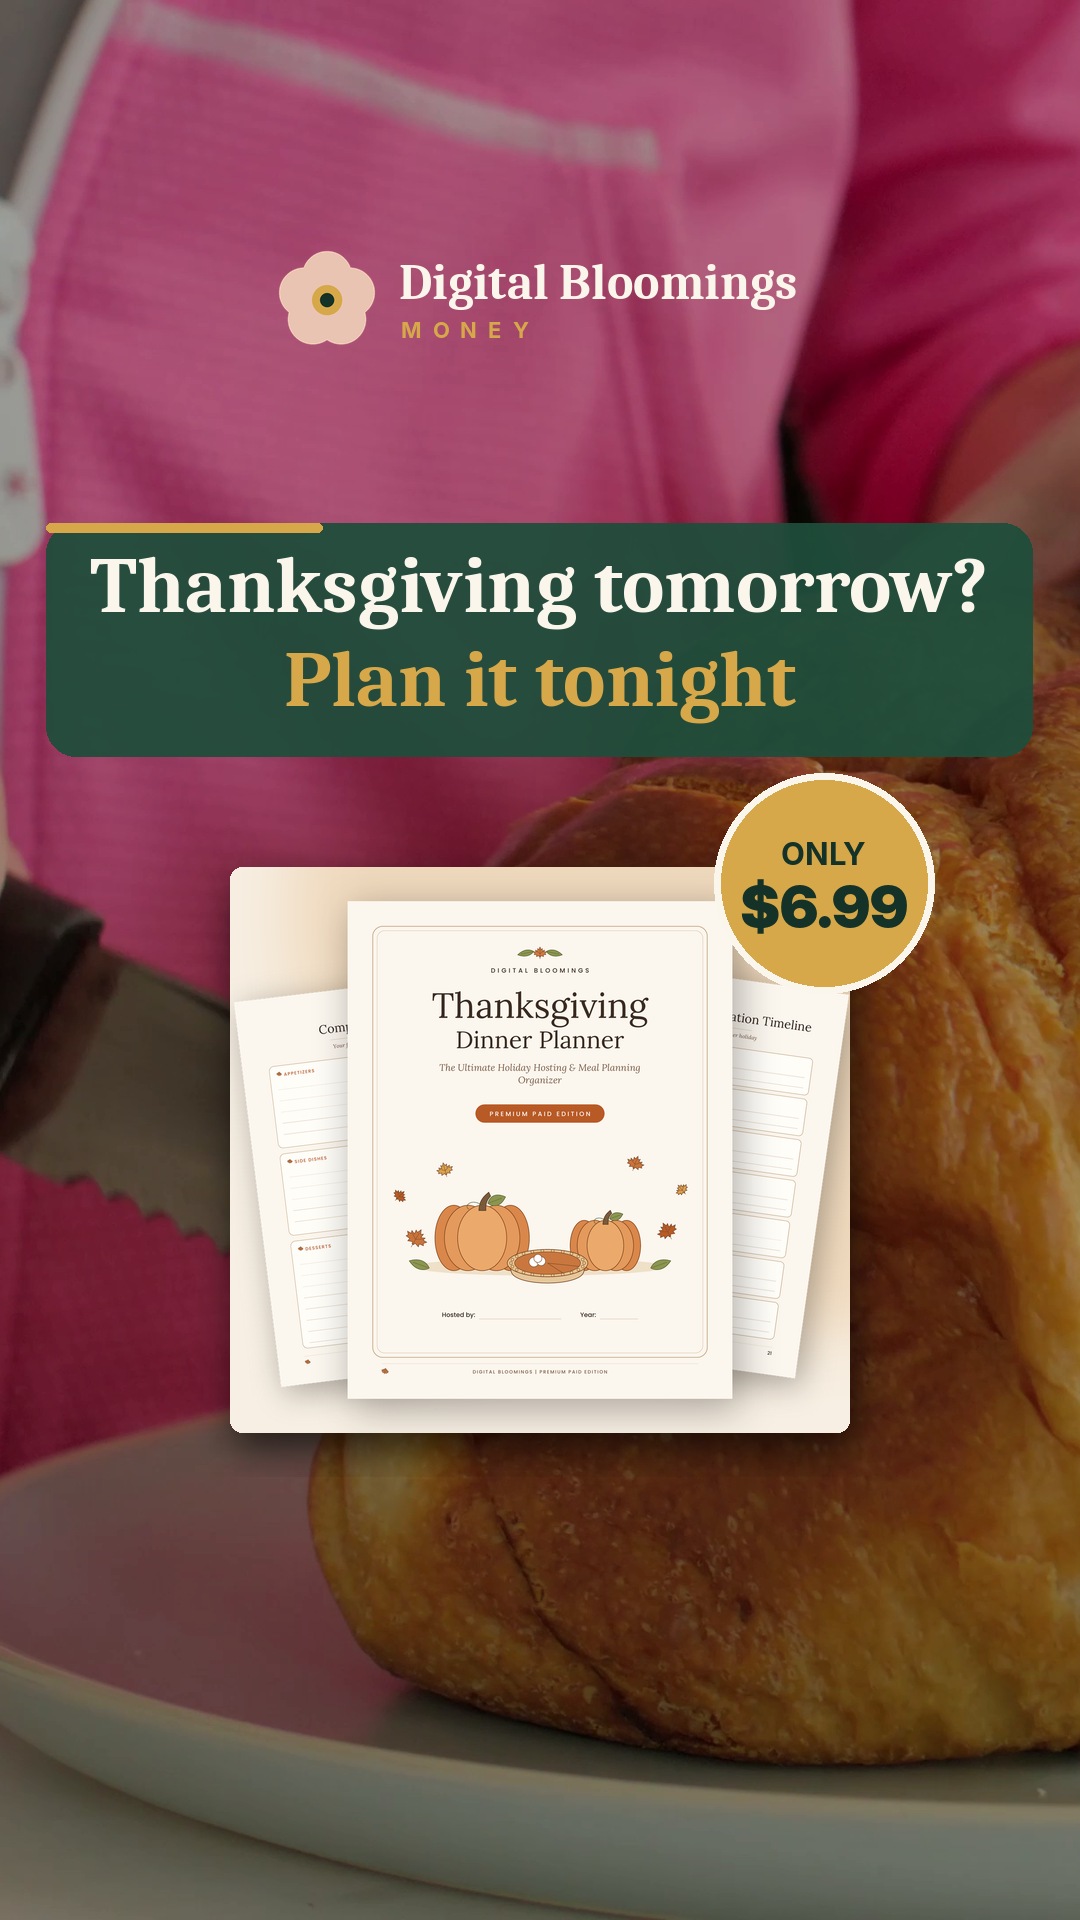 Digital Bloomings
MONEY
Thanksgiving tomorrow?
Plan it tonight
ONLY
$6.99
DIGITAL BLOOMINGS
Thanksgiving
Dinner Planner
The Ultimate Holiday Hosting & Meal Planning
Organizer
PREMIUM PAID EDITION
Hosted by:
Year:
DIGITAL BLOOMINGS | PREMIUM PAID EDITION
APPETIZERS
SIDE DISHES
DESSERTS
Timeline
holiday
21